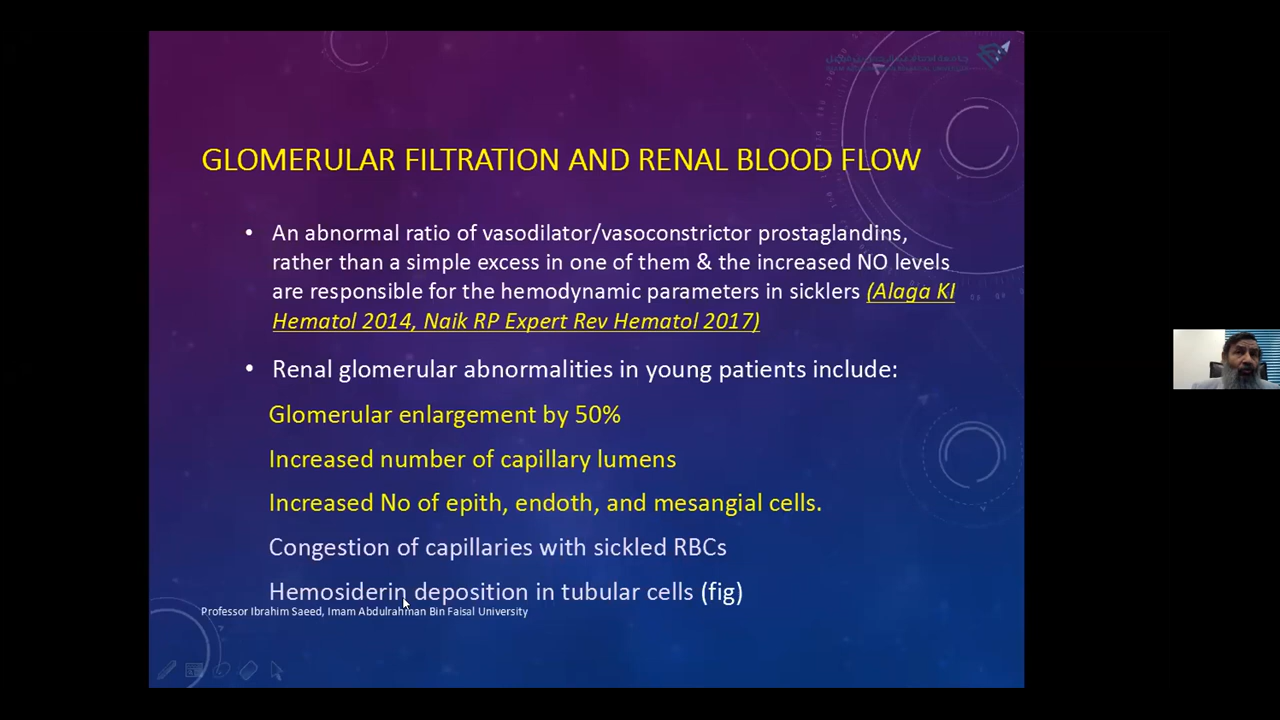 GLOMERULAR FILTRATION AND RENAL BLOOD FLOW
• An abnormal ratio of vasodilator/vasoconstrictor prostaglandins,
rather than a simple excess in one of them & the increased NO levels
are responsible for the hemodynamic parameters in sicklers (Alaga KI
Hematol 2014, Naik RP Expert Rev Hematol 2017)
• Renal glomerular abnormalities in young patients include:
Glomerular enlargement by 50%
Increased number of capillary lumens
Increased No of epith, endoth, and mesangial cells.
Congestion of capillaries with sickled RBCs
Hemosiderin deposition in tubular cells (fig)
Professor Ibrahim Saeed, Imam Abdulrahman Bin Faisal University